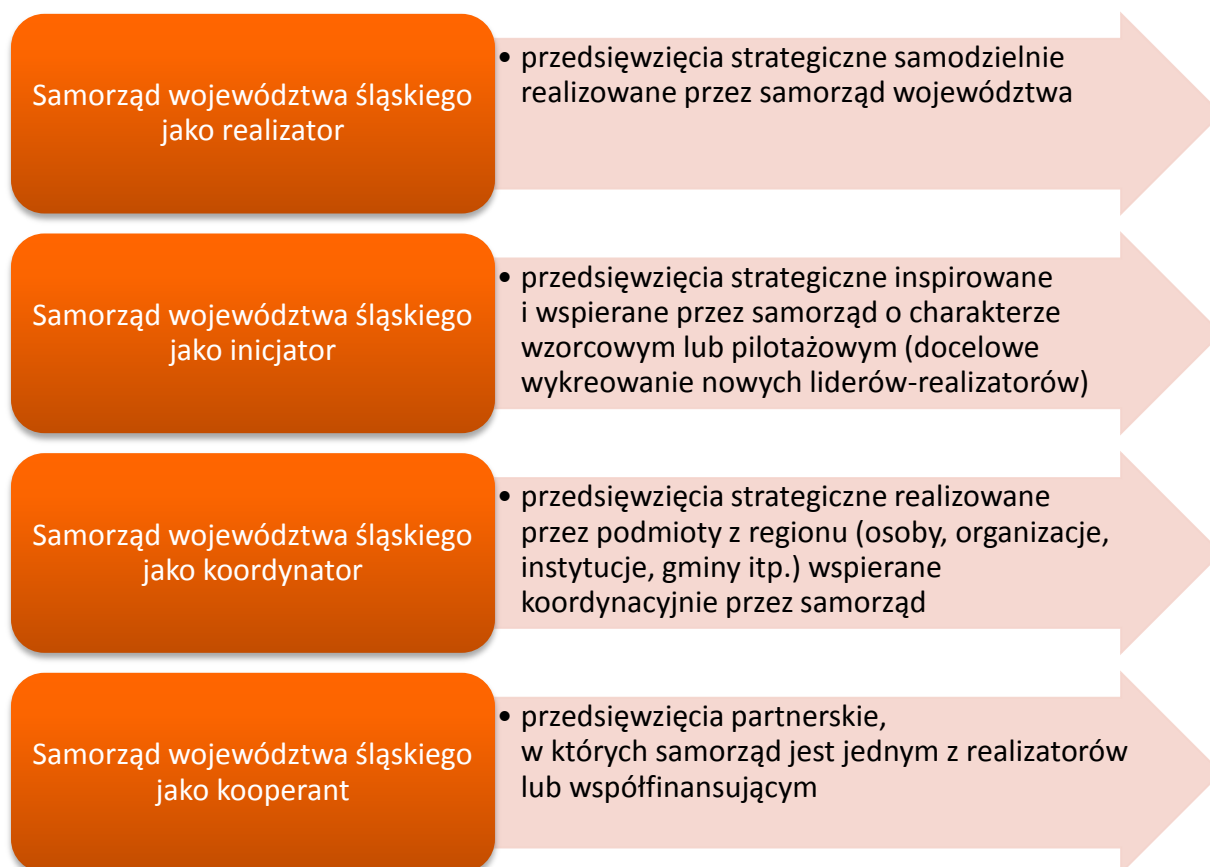 Samorząd województwa śląskiego
jako realizator
• przedsięwzięcia strategiczne samodzielnie
realizowane przez samorząd województwa
Samorząd województwa śląskiego
jako inicjator
• przedsięwzięcia strategiczne inspirowane
i wspierane przez samorząd o charakterze
wzorcowym lub pilotażowym (docelowe
wykreowanie nowych liderów-realizatorów)
Samorząd województwa śląskiego
jako koordynator
• przedsięwzięcia strategiczne realizowane
przez podmioty z regionu (osoby, organizacje,
instytucje, gminy itp.) wspierane
koordynacyjnie przez samorząd
Samorząd województwa śląskiego
jako kooperant
• przedsięwzięcia partnerskie,
w których samorząd jest jednym z realizatorów
lub współfinansującym